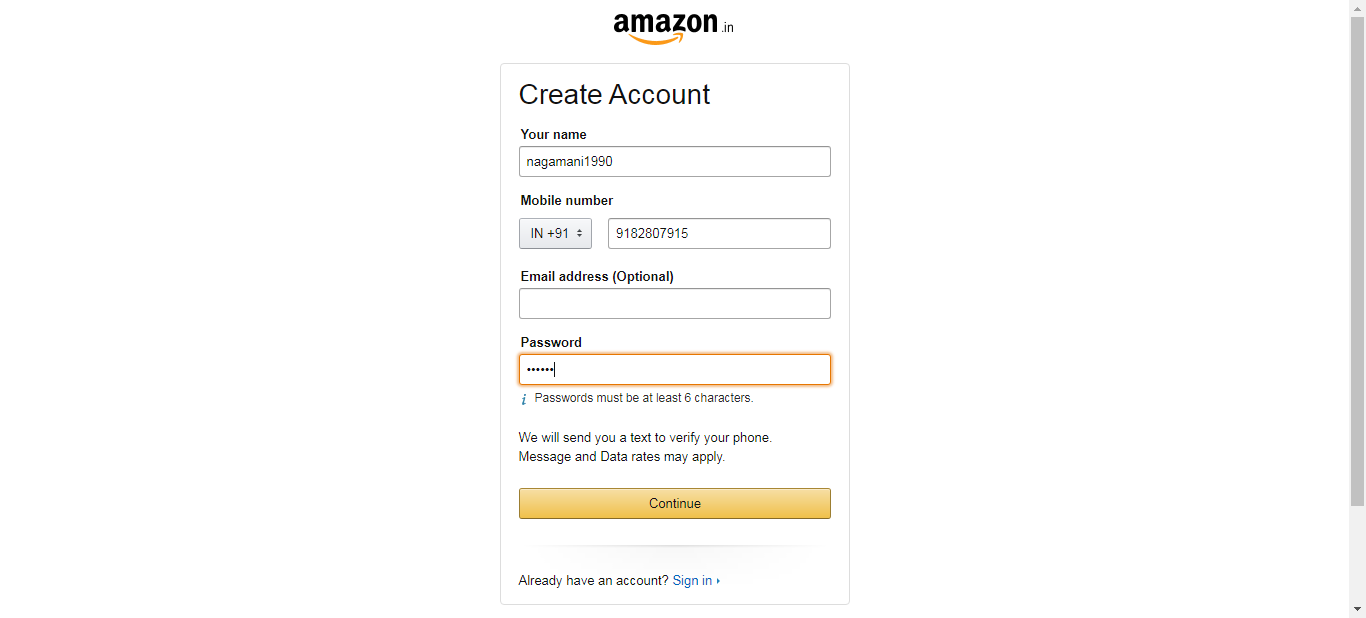 amazon.in
Create Account
Your name
nagamani1990
Mobile number
IN +91 9182807915
Email address (Optional)
Password
••••••
i Passwords must be at least 6 characters.
We will send you a text to verify your phone.
Message and Data rates may apply.
Continue
Already have an account? Sign in